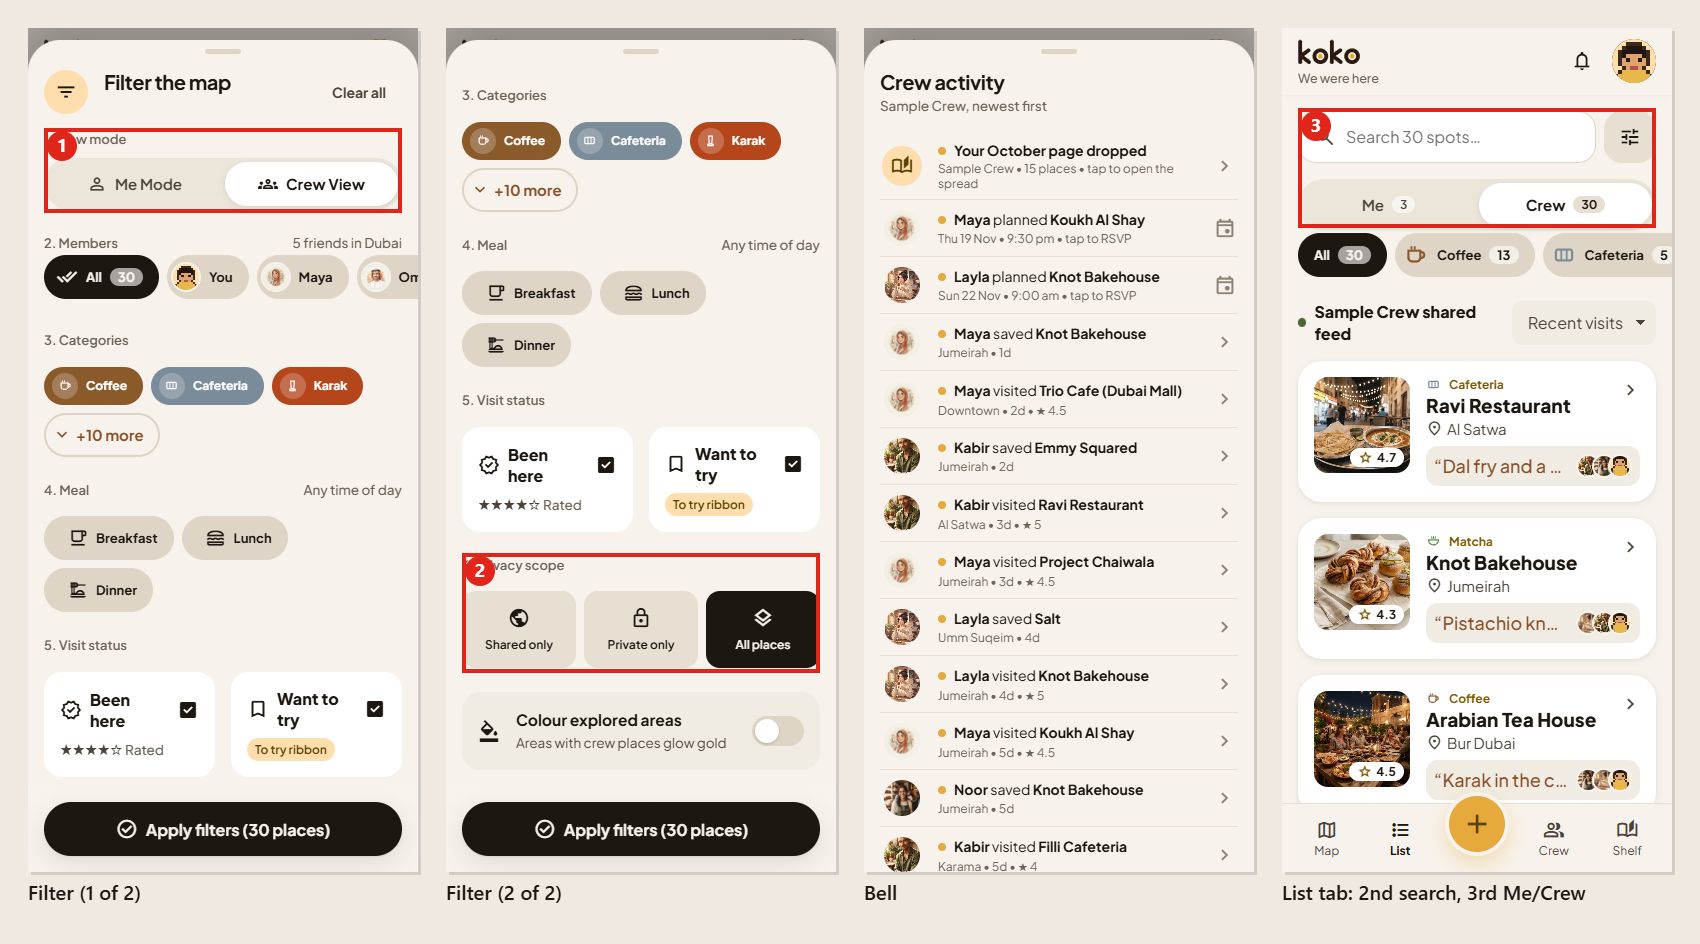 Filter the map
Clear all
1
w mode
Me Mode
Crew View
2. Members
5 friends in Dubai
All 30
You
Maya
Om
3. Categories
Coffee
Cafeteria
Karak
+10 more
4. Meal
Any time of day
Breakfast
Lunch
Dinner
5. Visit status
Been here
★★★★☆ Rated
Want to try
To try ribbon
Apply filters (30 places)
Filter (1 of 2)
3. Categories
Coffee
Cafeteria
Karak
+10 more
4. Meal
Any time of day
Breakfast
Lunch
Dinner
5. Visit status
Been here
★★★★☆ Rated
Want to try
To try ribbon
2
vacy scope
Shared only
Private only
All places
Colour explored areas
Areas with crew places glow gold
Apply filters (30 places)
Filter (2 of 2)
Crew activity
Sample Crew, newest first
Your October page dropped
Sample Crew • 15 places • tap to open the
spread
Maya planned Koukh Al Shay
Thu 19 Nov • 9:30 pm • tap to RSVP
Layla planned Knot Bakehouse
Sun 22 Nov • 9:00 am • tap to RSVP
Maya saved Knot Bakehouse
Jumeirah • 1d
Maya visited Trio Cafe (Dubai Mall)
Downtown • 2d • ★ 4.5
Kabir saved Emmy Squared
Jumeirah • 2d
Kabir visited Ravi Restaurant
Al Satwa • 3d • ★ 5
Maya visited Project Chaiwala
Jumeirah • 3d • ★ 4.5
Layla saved Salt
Umm Suqeim • 4d
Layla visited Knot Bakehouse
Jumeirah • 4d • ★ 5
Maya visited Koukh Al Shay
Jumeirah • 5d • ★ 4.5
Noor saved Knot Bakehouse
Jumeirah • 5d
Kabir visited Filli Cafeteria
Karama • 5d • ★ 4
Bell
koko
We were here
3
Search 30 spots...
Me 3
Crew 30
All 30
Coffee 13
Cafeteria 5
Sample Crew shared
feed
Recent visits
Cafeteria
Ravi Restaurant
Al Satwa
4.7
“Dal fry and a ...
Matcha
Knot Bakehouse
Jumeirah
4.3
“Pistachio kn...
Coffee
Arabian Tea House
Bur Dubai
4.5
“Karak in the c...
Map
List
+
Crew
Shelf
List tab: 2nd search, 3rd Me/Crew